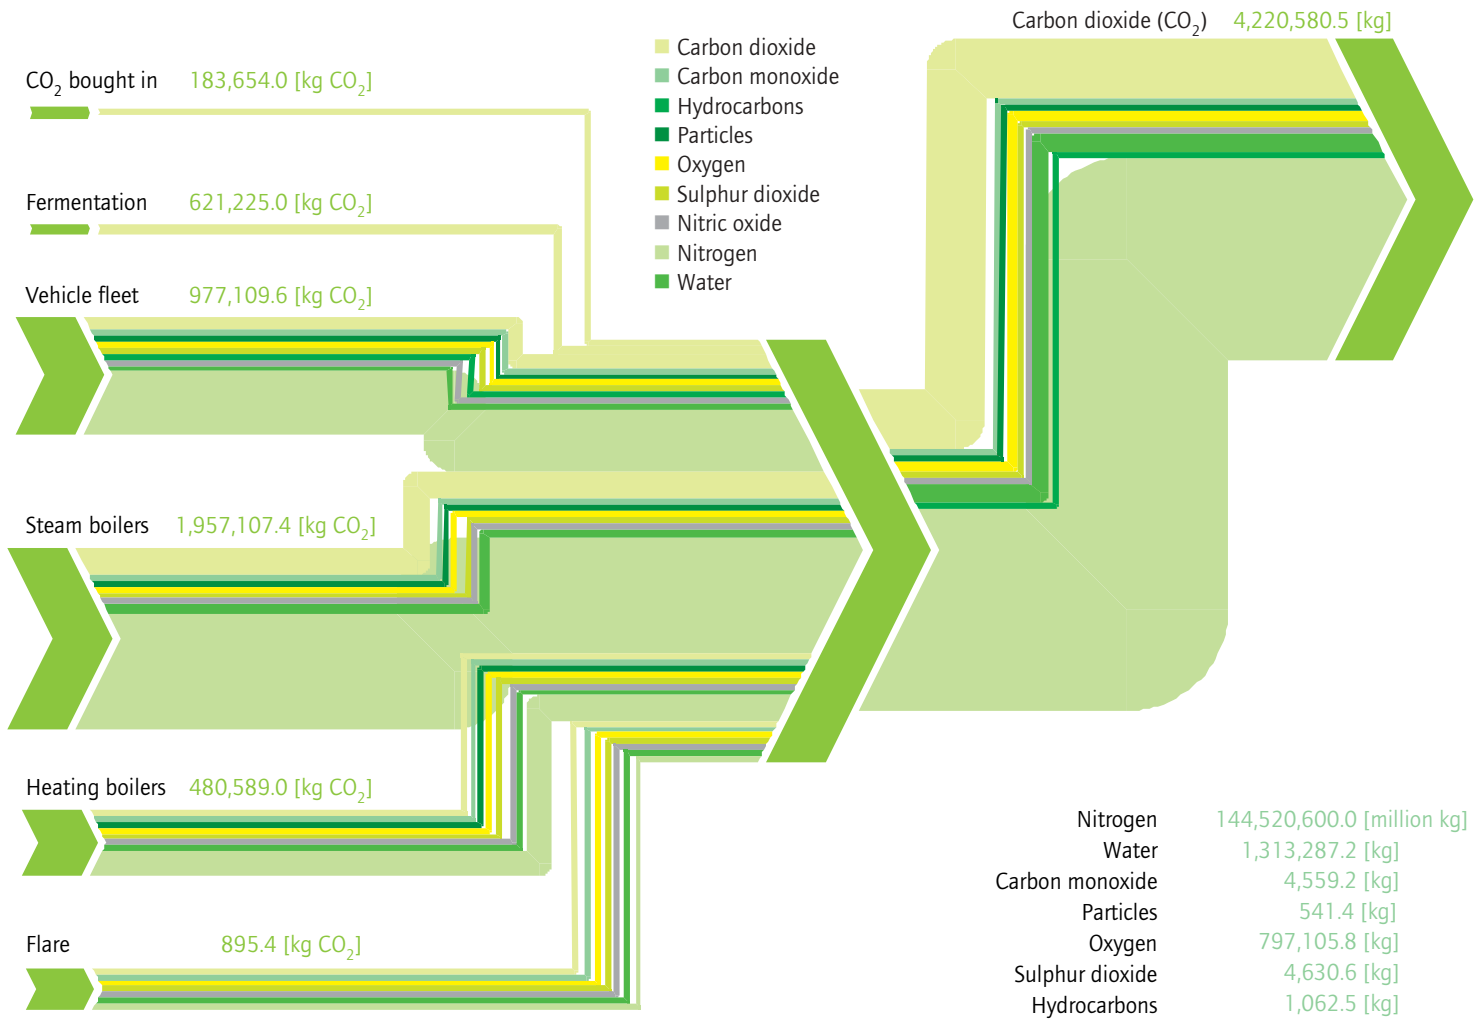 Carbon dioxide (CO₂) 4,220,580.5 [kg]
CO₂ bought in 183,654.0 [kg CO₂]
Fermentation 621,225.0 [kg CO₂]
Vehicle fleet 977,109.6 [kg CO₂]
Steam boilers 1,957,107.4 [kg CO₂]
Heating boilers 480,589.0 [kg CO₂]
Flare 895.4 [kg CO₂]
Carbon dioxide
Carbon monoxide
Hydrocarbons
Particles
Oxygen
Sulphur dioxide
Nitric oxide
Nitrogen
Water
Nitrogen 144,520,600.0 [million kg]
Water 1,313,287.2 [kg]
Carbon monoxide 4,559.2 [kg]
Particles 541.4 [kg]
Oxygen 797,105.8 [kg]
Sulphur dioxide 4,630.6 [kg]
Hydrocarbons 1,062.5 [kg]